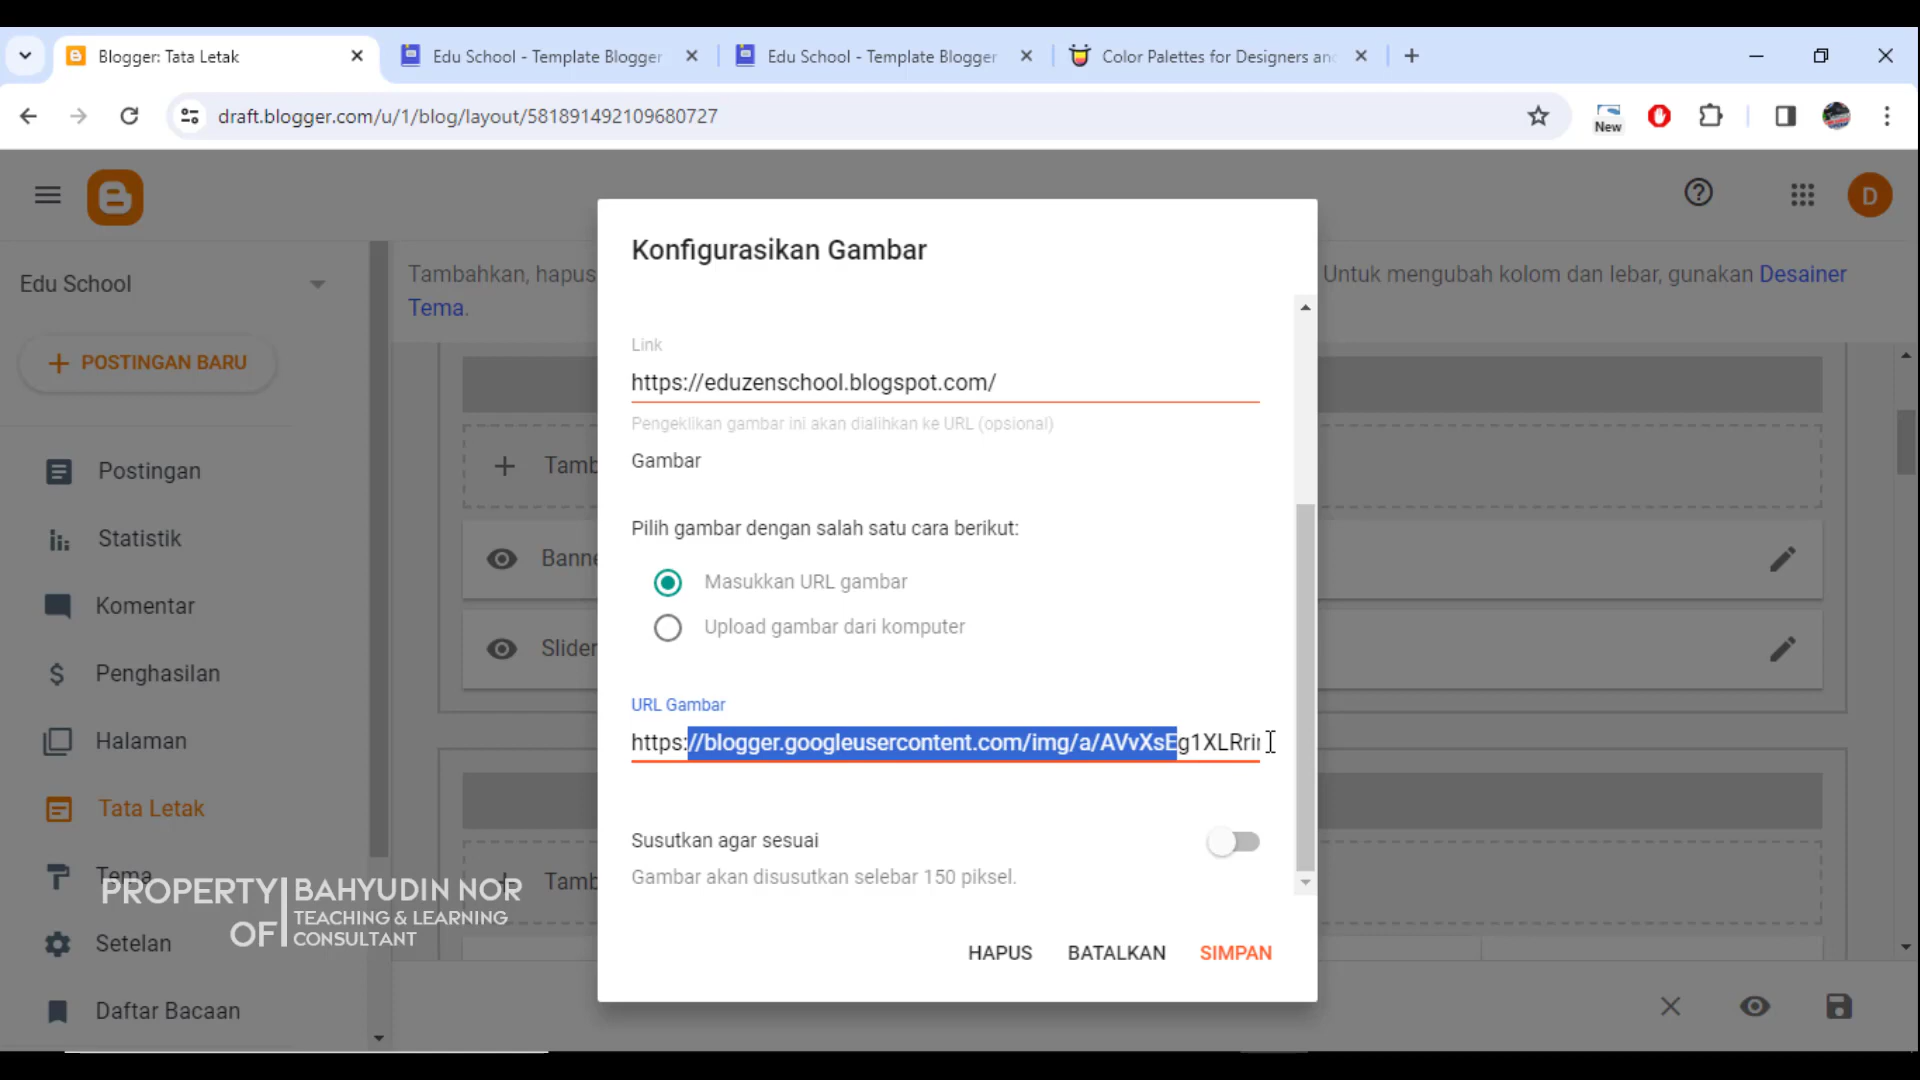 Blogger: Tata Letak
Edu School - Template Blogger
Edu School - Template Blogger
Color Palettes for Designers and
draft.blogger.com/u/1/blog/layout/581891492109680727
New
D
Edu School
POSTINGAN BARU
Postingan
Statistik
Komentar
Penghasilan
Halaman
Tata Letak
Tema
Setelan
Daftar Bacaan
PROPERTY OF
BAHYUDIN NOR
TEACHING & LEARNING
CONSULTANT
Tambahkan, hapus
Untuk mengubah kolom dan lebar, gunakan Desainer
Tema.
Tamb
Banne
Slider
Tamb
Konfigurasikan Gambar
Link
https://eduzenschool.blogspot.com/
Pengeklikan gambar ini akan dialihkan ke URL (opsional)
Gambar
Pilih gambar dengan salah satu cara berikut:
Masukkan URL gambar
Upload gambar dari komputer
URL Gambar
https://blogger.googleusercontent.com/img/a/AVvXsEg1XLRrir
Susutkan agar sesuai
Gambar akan disusutkan selebar 150 piksel.
HAPUS
BATALKAN
SIMPAN